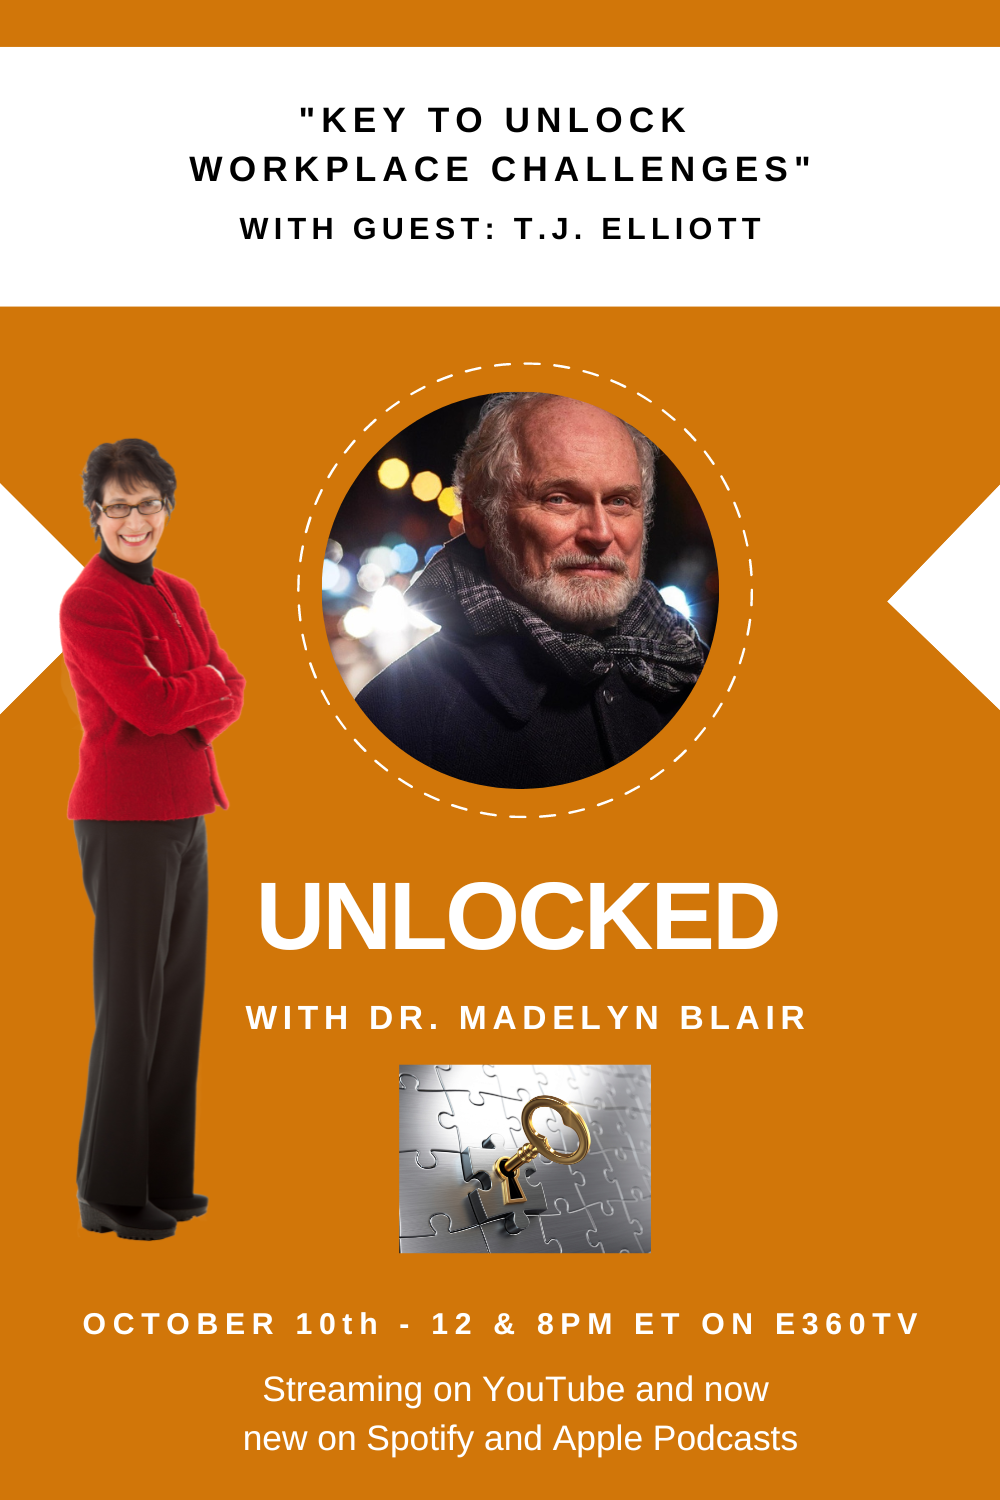 "KEY TO UNLOCK
WORKPLACE CHALLENGES"
WITH GUEST: T.J. ELLIOTT
UNLOCKED
WITH DR. MADELYN BLAIR
OCTOBER 10th - 12 & 8PM ET ON E360TV
Streaming on YouTube and now
new on Spotify and Apple Podcasts